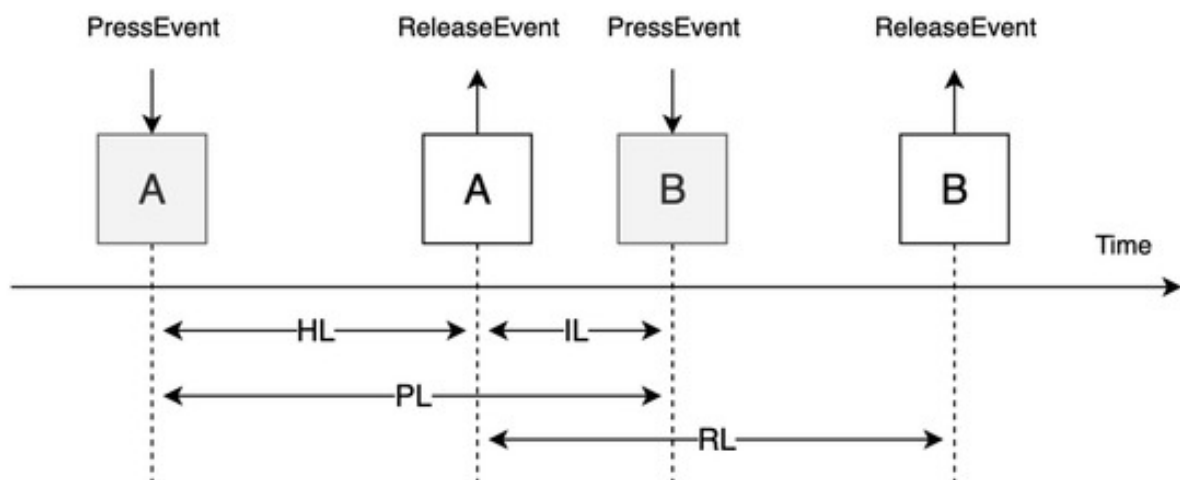 PressEvent ReleaseEvent PressEvent ReleaseEvent
A A B B
Time
HL IL
PL
RL